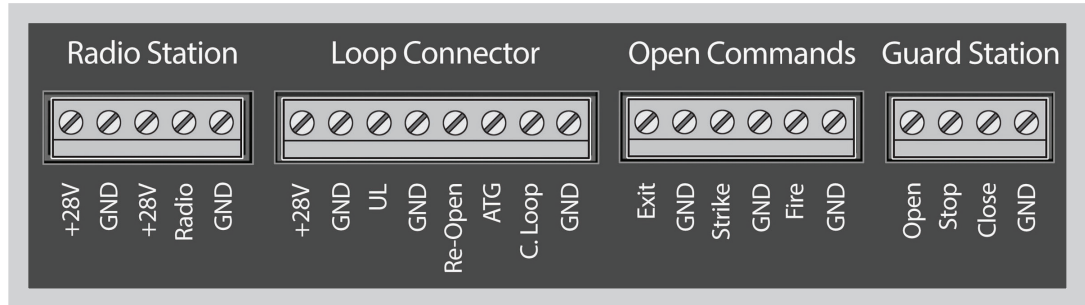 Radio Station Loop Connector Open Commands Guard Station
+28V
GND
+28V
Radio
GND
+28V
GND
UL
GND
Re-Open
ATG
C. Loop
GND
Exit
GND
Strike
GND
Fire
GND
Open
Stop
Close
GND